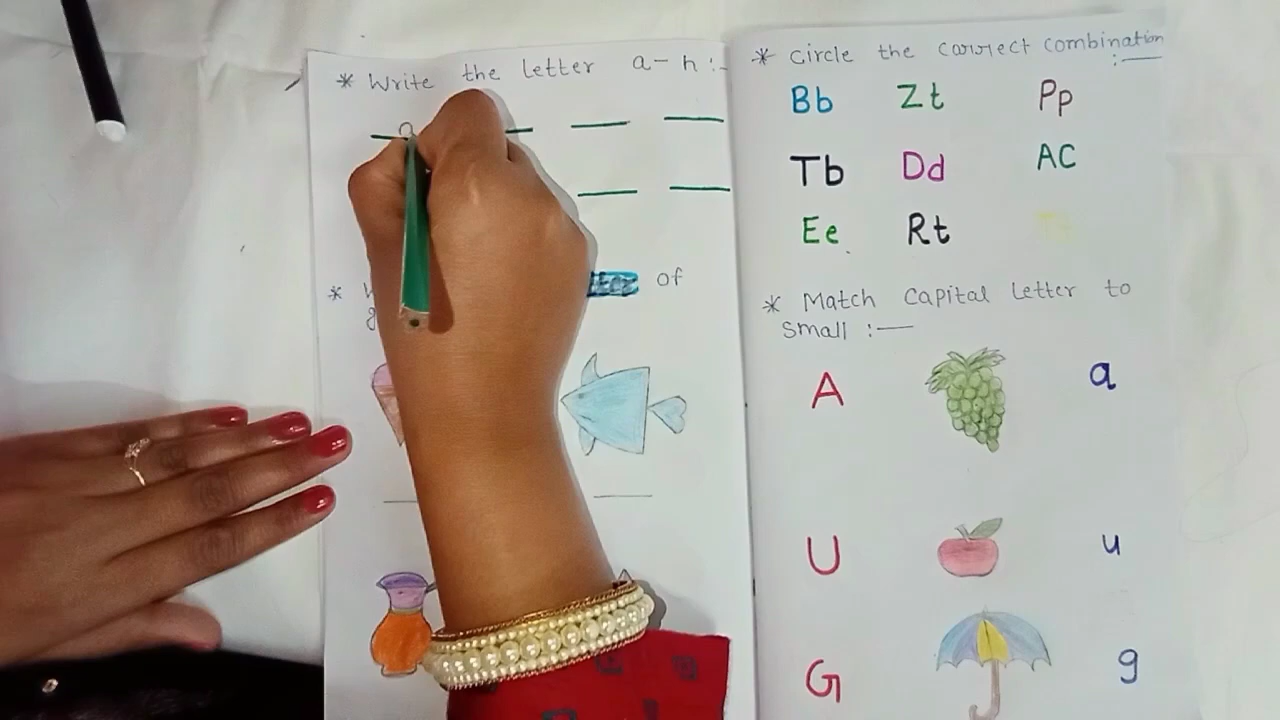 * Write the letter a- h :-
* of
* Circle the correct combination :—
Bb Zt Pp
Tb Dd AC
Ee Rt
* Match Capital letter to
small :—
A a
U u
G g